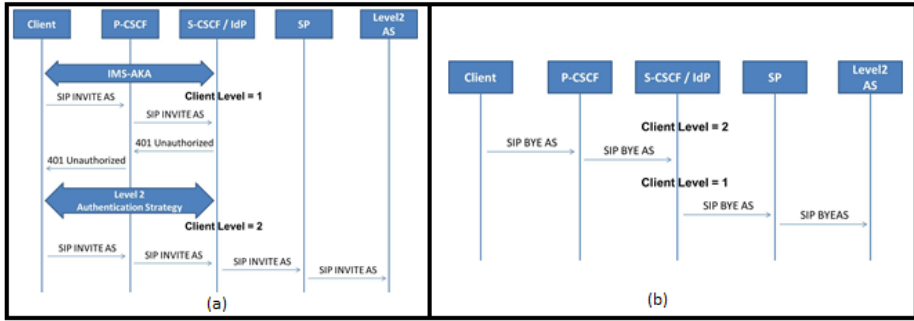 Client P-CSCF S-CSCF / IdP SP Level2
AS
IMS-AKA
Client Level = 1
SIP INVITE AS
SIP INVITE AS
401 Unauthorized
401 Unauthorized
Level 2
Authentication Strategy
Client Level = 2
SIP INVITE AS
SIP INVITE AS
SIP INVITE AS
SIP INVITE AS
(a)
Client P-CSCF S-CSCF / IdP SP Level2
AS
Client Level = 2
SIP BYE AS
SIP BYE AS
Client Level = 1
SIP BYE AS
SIP BYEAS
(b)